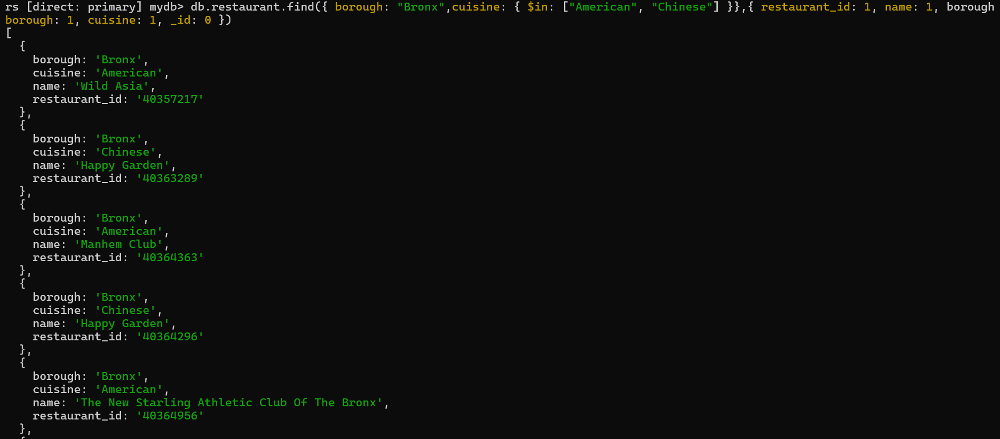 rs [direct: primary] mydb> db.restaurant.find({ borough: "Bronx",cuisine: { $in: ["American", "Chinese"] }},{ restaurant_id: 1, name: 1, borough
borough: 1, cuisine: 1, _id: 0 })
[
  {
    borough: 'Bronx',
    cuisine: 'American',
    name: 'Wild Asia',
    restaurant_id: '40357217'
  },
  {
    borough: 'Bronx',
    cuisine: 'Chinese',
    name: 'Happy Garden',
    restaurant_id: '40363289'
  },
  {
    borough: 'Bronx',
    cuisine: 'American',
    name: 'Manhem Club',
    restaurant_id: '40364363'
  },
  {
    borough: 'Bronx',
    cuisine: 'Chinese',
    name: 'Happy Garden',
    restaurant_id: '40364296'
  },
  {
    borough: 'Bronx',
    cuisine: 'American',
    name: 'The New Starling Athletic Club Of The Bronx',
    restaurant_id: '40364956'
  },